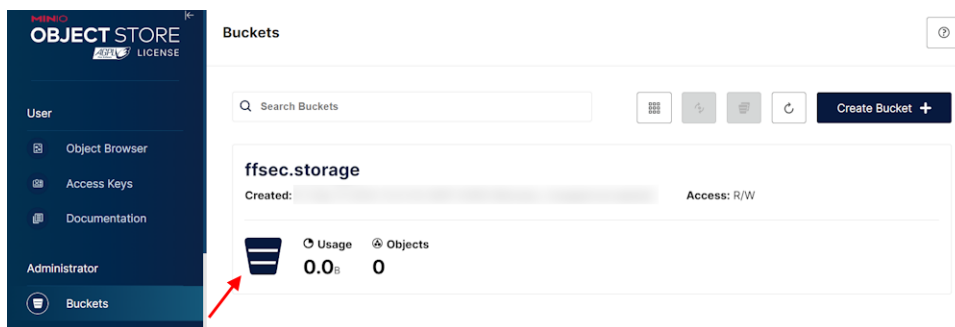 MINIO
OBJECT STORE
AGPLv3 LICENSE
User
Object Browser
Access Keys
Documentation
Administrator
Buckets
Buckets
Search Buckets
Create Bucket +
ffsec.storage
Created:
Access: R/W
Usage
0.0B
Objects
0